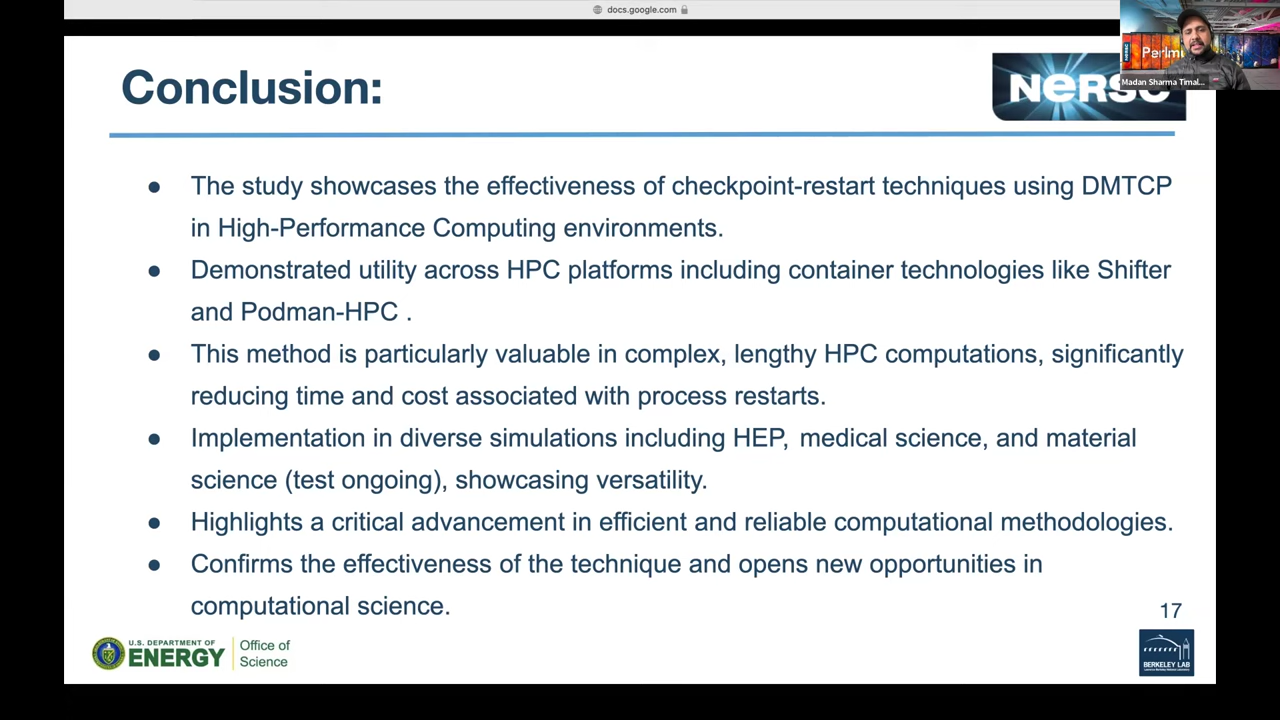 docs.google.com
Perlm
Madan Sharma Timal...
Conclusion:
NERSC
● The study showcases the effectiveness of checkpoint-restart techniques using DMTCP
in High-Performance Computing environments.
● Demonstrated utility across HPC platforms including container technologies like Shifter
and Podman-HPC .
● This method is particularly valuable in complex, lengthy HPC computations, significantly
reducing time and cost associated with process restarts.
● Implementation in diverse simulations including HEP, medical science, and material
science (test ongoing), showcasing versatility.
● Highlights a critical advancement in efficient and reliable computational methodologies.
● Confirms the effectiveness of the technique and opens new opportunities in
computational science.
17
U.S. DEPARTMENT OF
ENERGY
Office of
Science
BERKELEY LAB